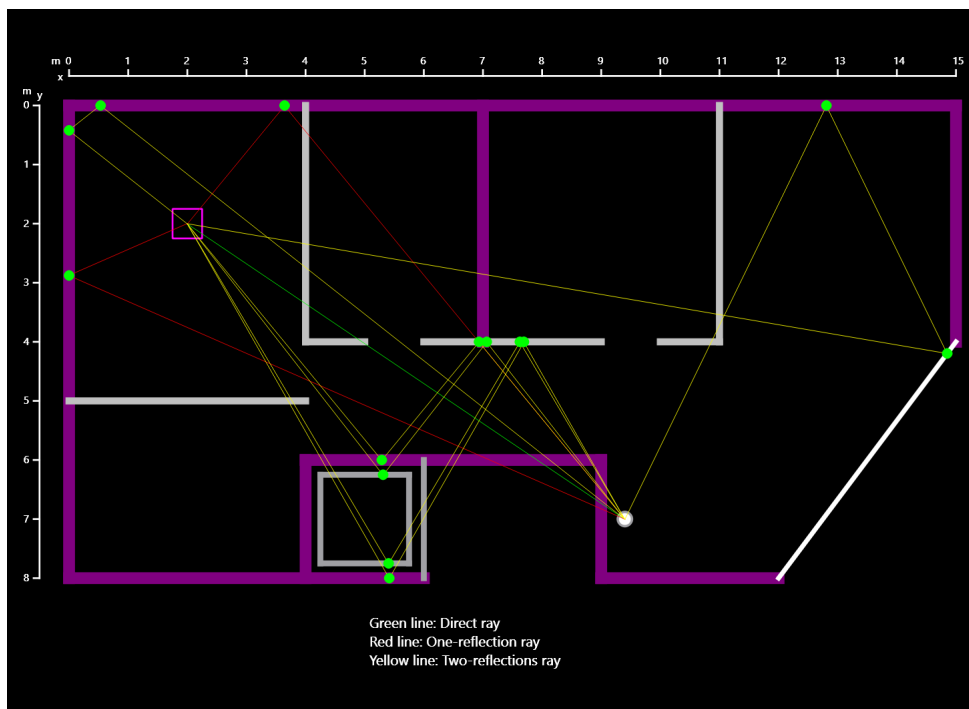 m 0 1 2 3 4 5 6 7 8 9 10 11 12 13 14 15
x
m y
0
1
2
3
4
5
6
7
8
Green line: Direct ray
Red line: One-reflection ray
Yellow line: Two-reflections ray